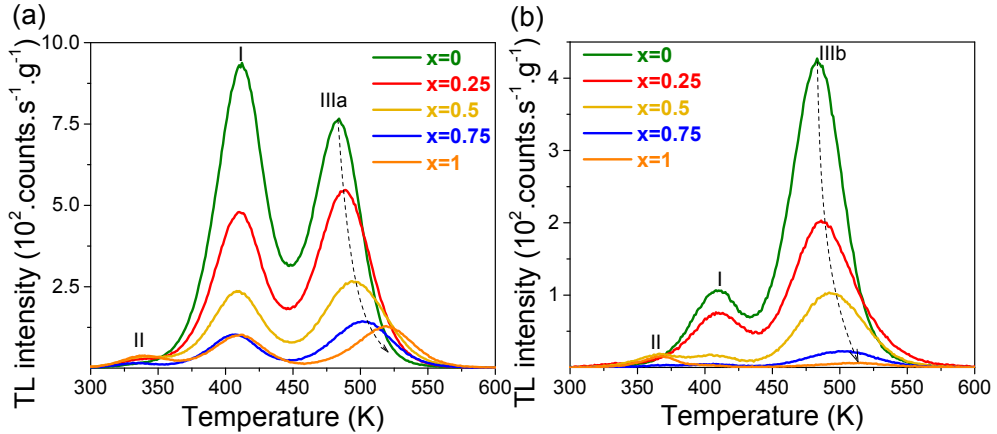 (a)
TL intensity (10².counts.s⁻¹.g⁻¹)
10.0
7.5
5.0
2.5
I
II
IIIa
x=0
x=0.25
x=0.5
x=0.75
x=1
300 350 400 450 500 550 600
Temperature (K)
(b)
TL intensity (10².counts.s⁻¹.g⁻¹)
4
3
2
1
I
II
IIIb
x=0
x=0.25
x=0.5
x=0.75
x=1
300 350 400 450 500 550 600
Temperature (K)